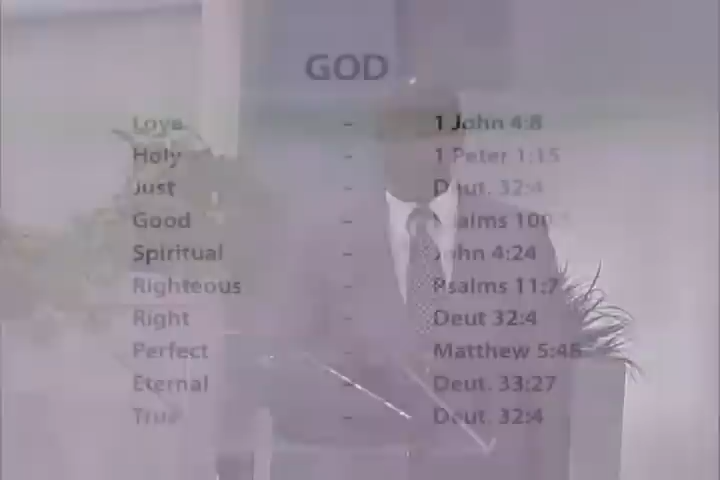 GOD
Love - 1 John 4:8
Holy - 1 Peter 1:15
Just - Deut. 32:4
Good - Psalms 100
Spiritual - John 4:24
Righteous - Psalms 11:7
Right - Deut 32:4
Perfect - Matthew 5:48
Eternal - Deut. 33:27
True - Deut. 32:4